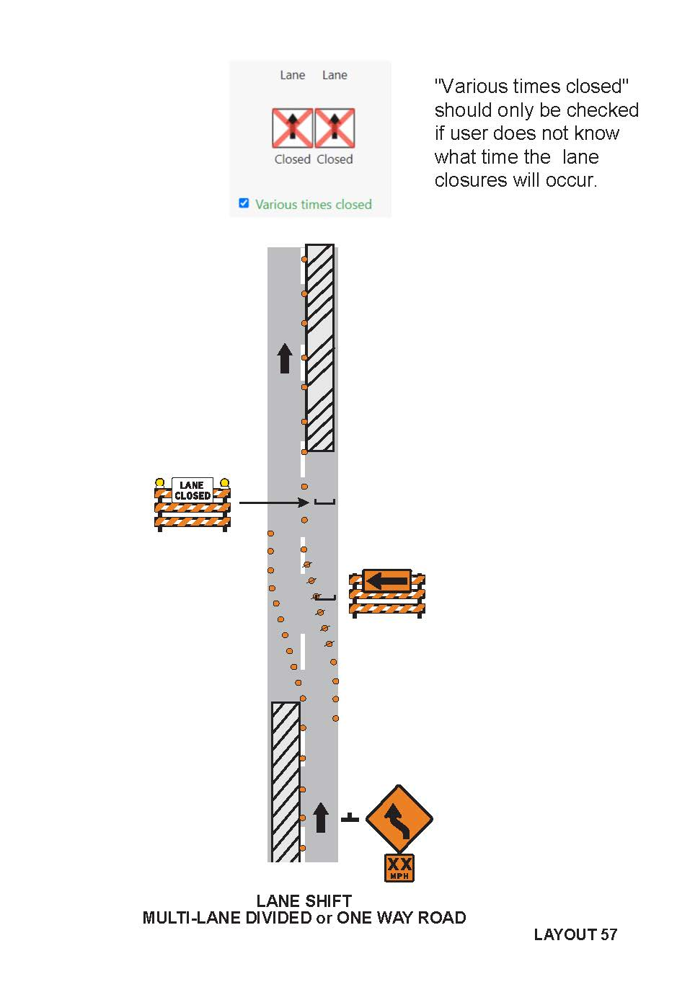 Lane Lane
"Various times closed"
should only be checked
if user does not know
what time the  lane
closures will occur.
Closed Closed
Various times closed
LANE
CLOSED
XX
MPH
LANE SHIFT
MULTI-LANE DIVIDED or ONE WAY ROAD
LAYOUT 57